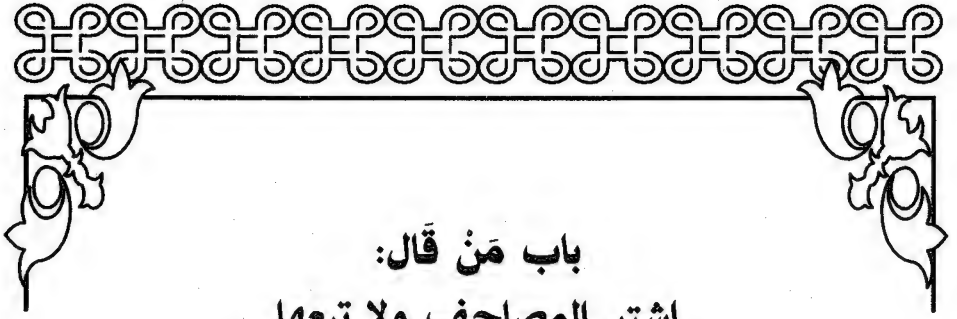 باب مَنْ قَال:
اشتر المصاحف ولا تبعها